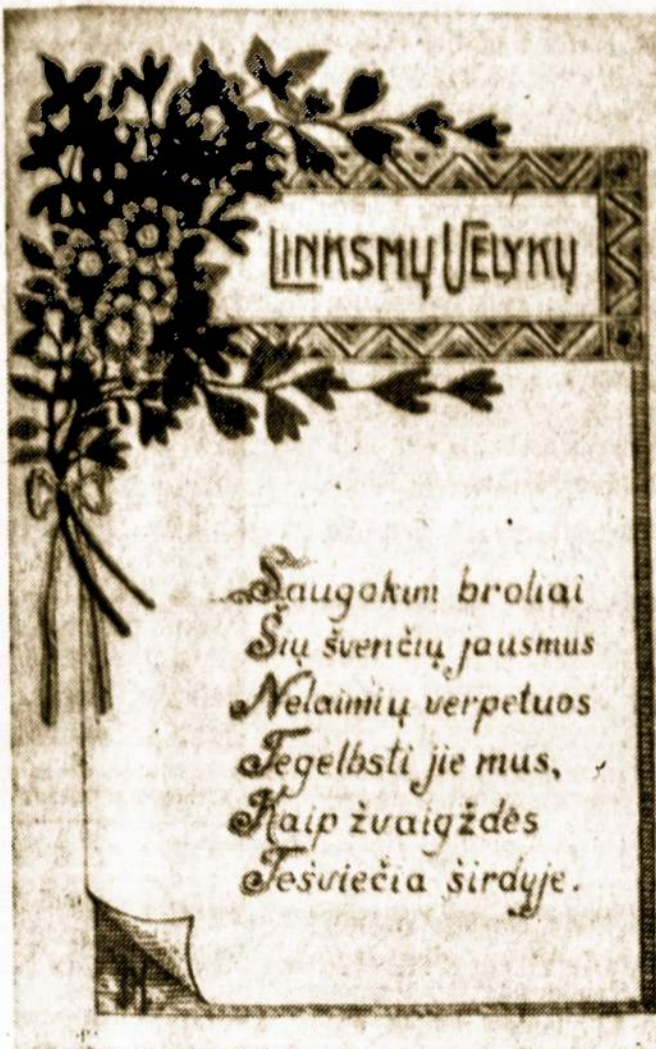 LINKSMŲ VELYKŲ
Saugokim broliai
Šių švenčių jausmus
Nelaimių verpetuos
Tegelbsti jie mus,
Kaip žvaigždės
Tešviečia širdyje.